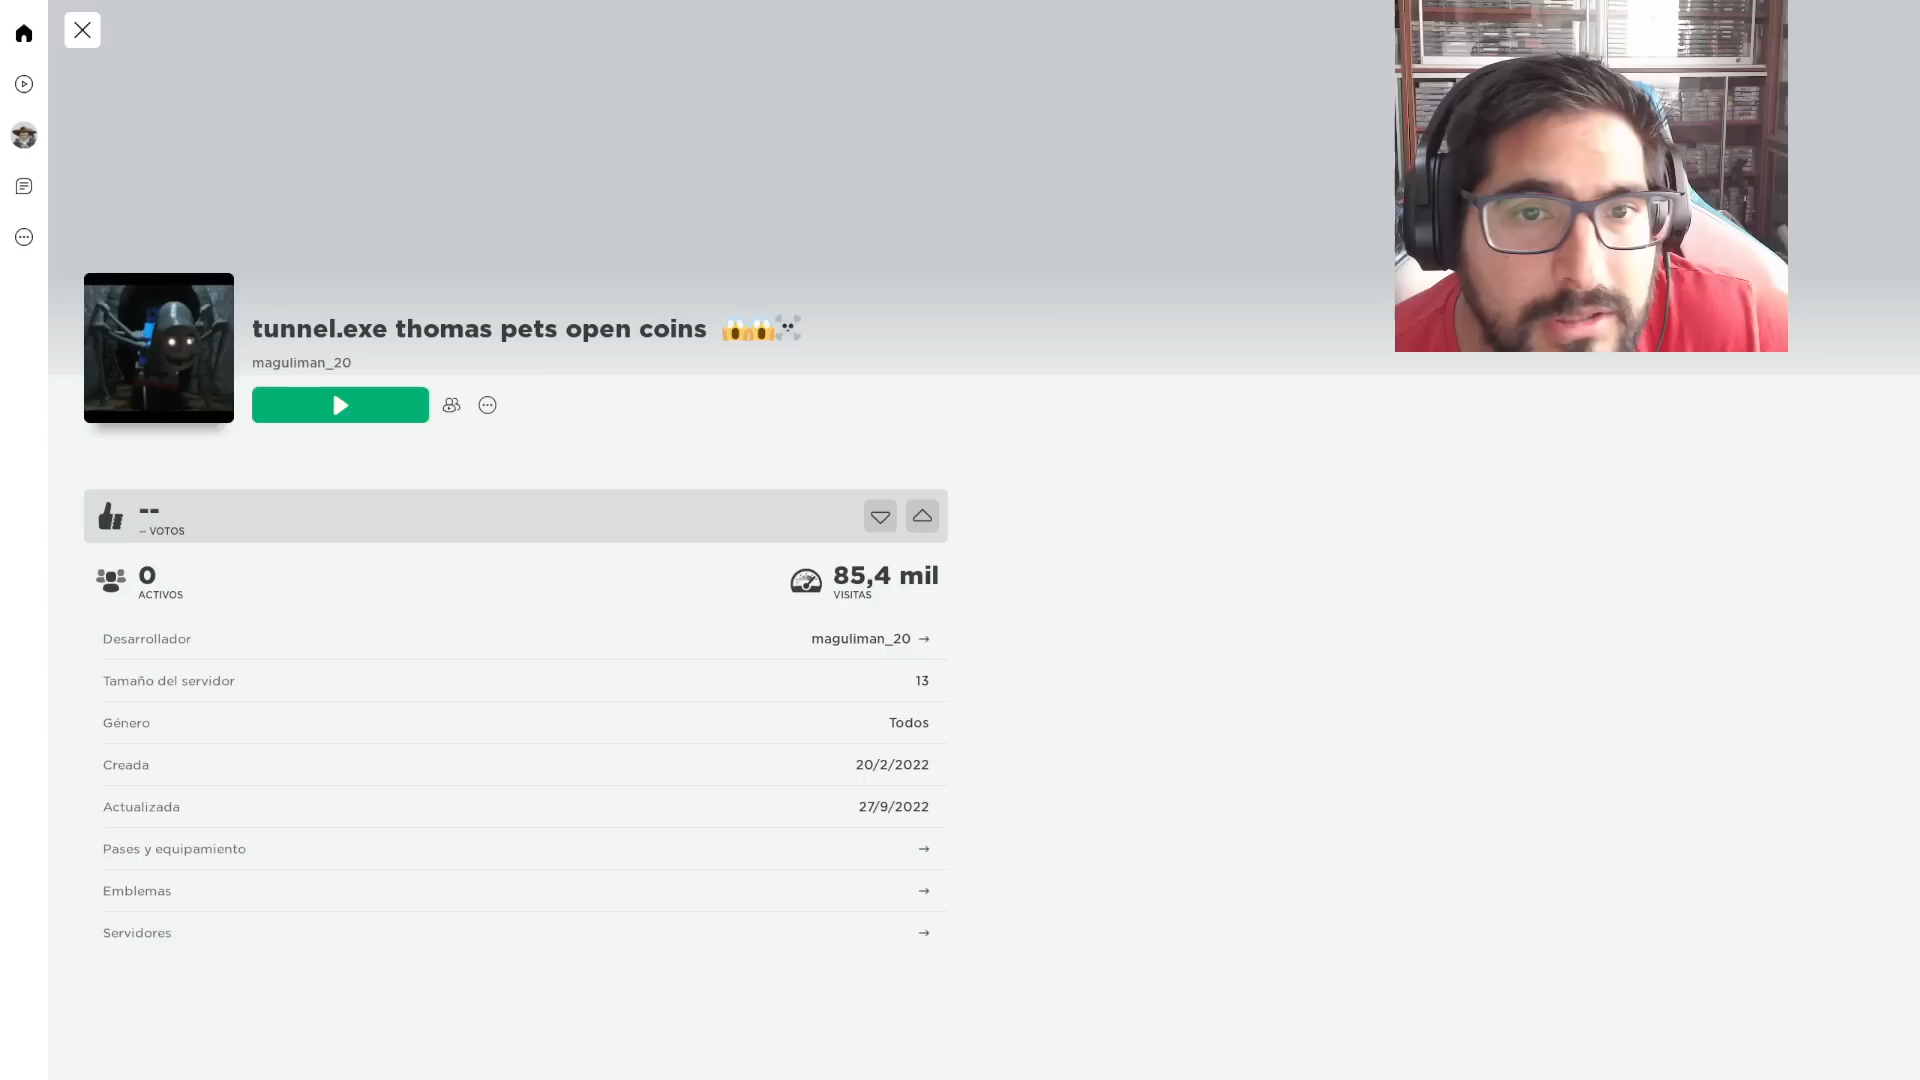 tunnel.exe thomas pets open coins 😱😱☠️
maguliman_20
--
-- VOTOS
0
ACTIVOS
85,4 mil
VISITAS
Desarrollador maguliman_20 →
Tamaño del servidor 13
Género Todos
Creada 20/2/2022
Actualizada 27/9/2022
Pases y equipamiento →
Emblemas →
Servidores →